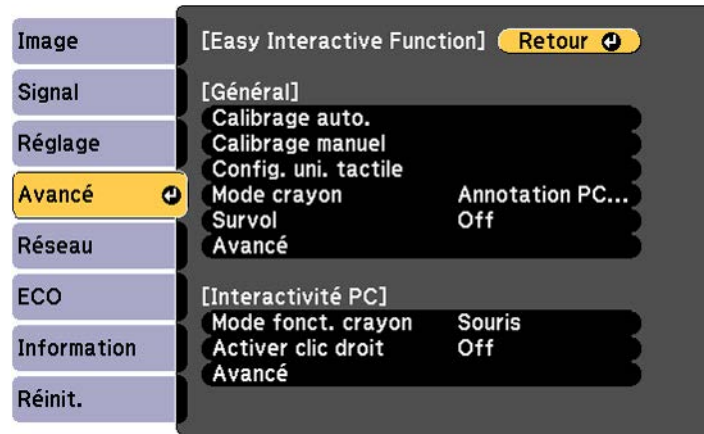 Image
Signal
Réglage
Avancé
Réseau
ECO
Information
Réinit.
[Easy Interactive Function] Retour
[Général]
Calibrage auto.
Calibrage manuel
Config. uni. tactile
Mode crayon Annotation PC...
Survol Off
Avancé
[Interactivité PC]
Mode fonct. crayon Souris
Activer clic droit Off
Avancé